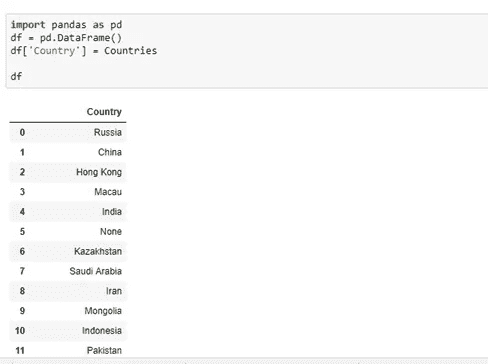 import pandas as pd
df = pd.DataFrame()
df['Country'] = Countries
df
Country
0 Russia
1 China
2 Hong Kong
3 Macau
4 India
5 None
6 Kazakhstan
7 Saudi Arabia
8 Iran
9 Mongolia
10 Indonesia
11 Pakistan